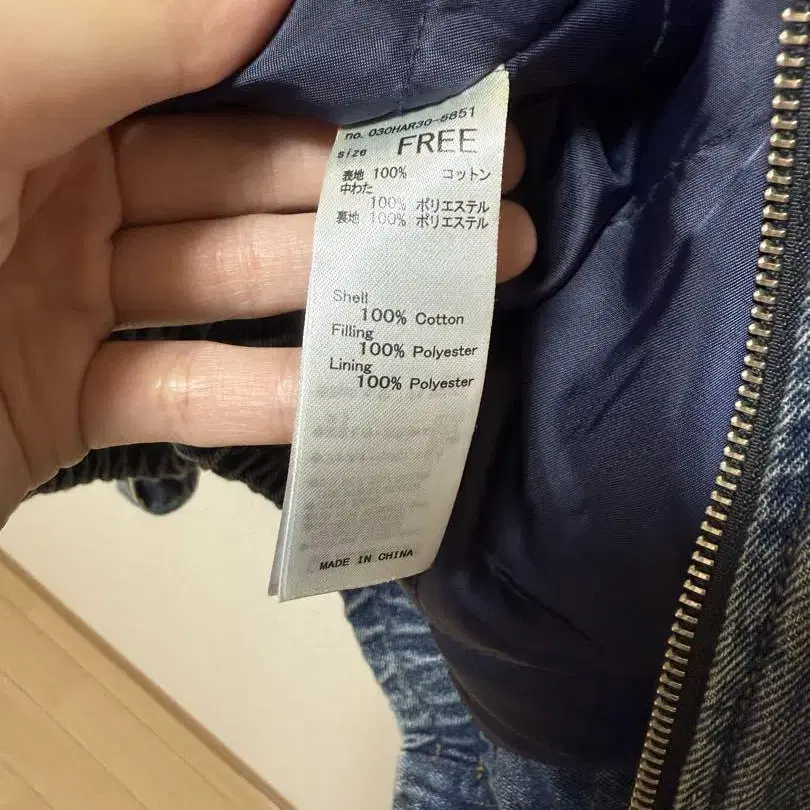 no. 030HAR30-5851
size FREE
表地 100% コットン
中わた
100% ポリエステル
裏地 100% ポリエステル
Shell
100% Cotton
Filling
100% Polyester
Lining
100% Polyester
MADE IN CHINA